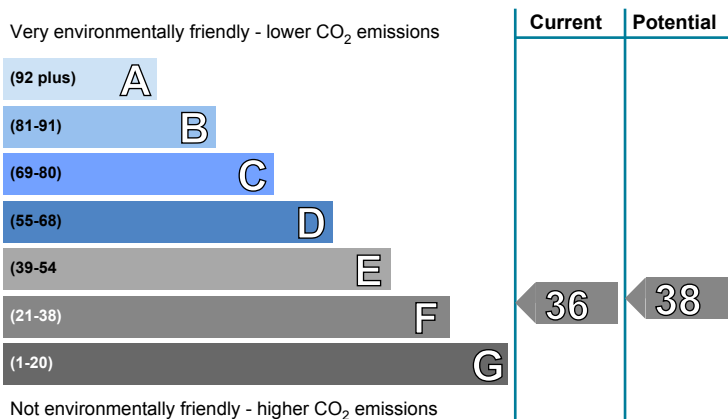 Current Potential
Very environmentally friendly - lower CO2 emissions
(92 plus) A
(81-91) B
(69-80) C
(55-68) D
(39-54 E
(21-38) F 36 38
(1-20) G
Not environmentally friendly - higher CO2 emissions